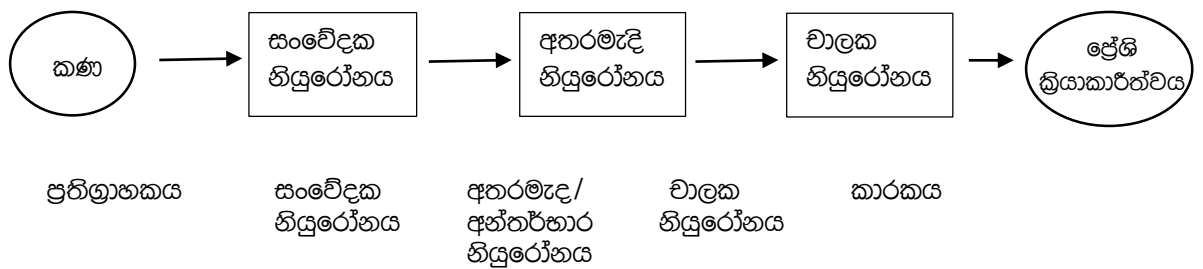 කණ
සංවේදක
නියුරෝනය
අතරමැදි
නියුරෝනය
චාලක
නියුරෝනය
ප්‍රේශි
ක්‍රියාකාරීත්වය
ප්‍රතිග්‍රාහකය
සංවේදක
නියුරෝනය
අතරමැද/
අන්තර්භාර
නියුරෝනය
චාලක
නියුරෝනය
කාරකය